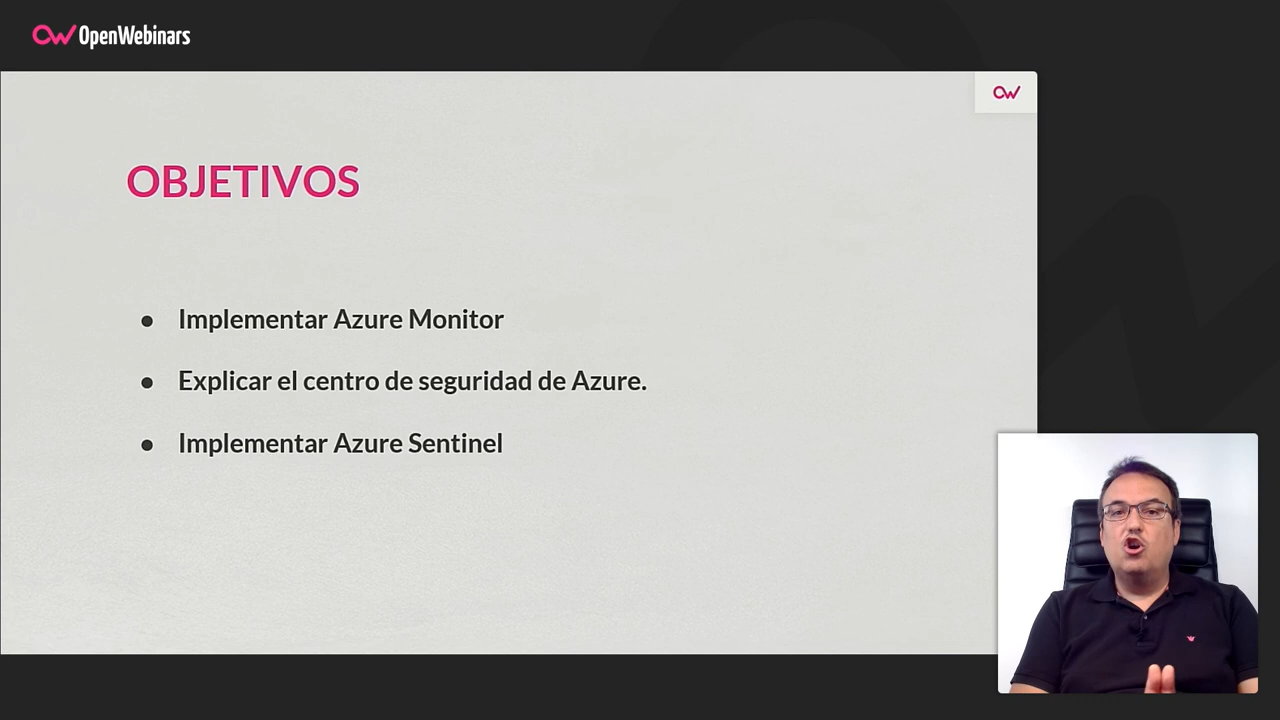 OpenWebinars
OBJETIVOS
● Implementar Azure Monitor
● Explicar el centro de seguridad de Azure.
● Implementar Azure Sentinel